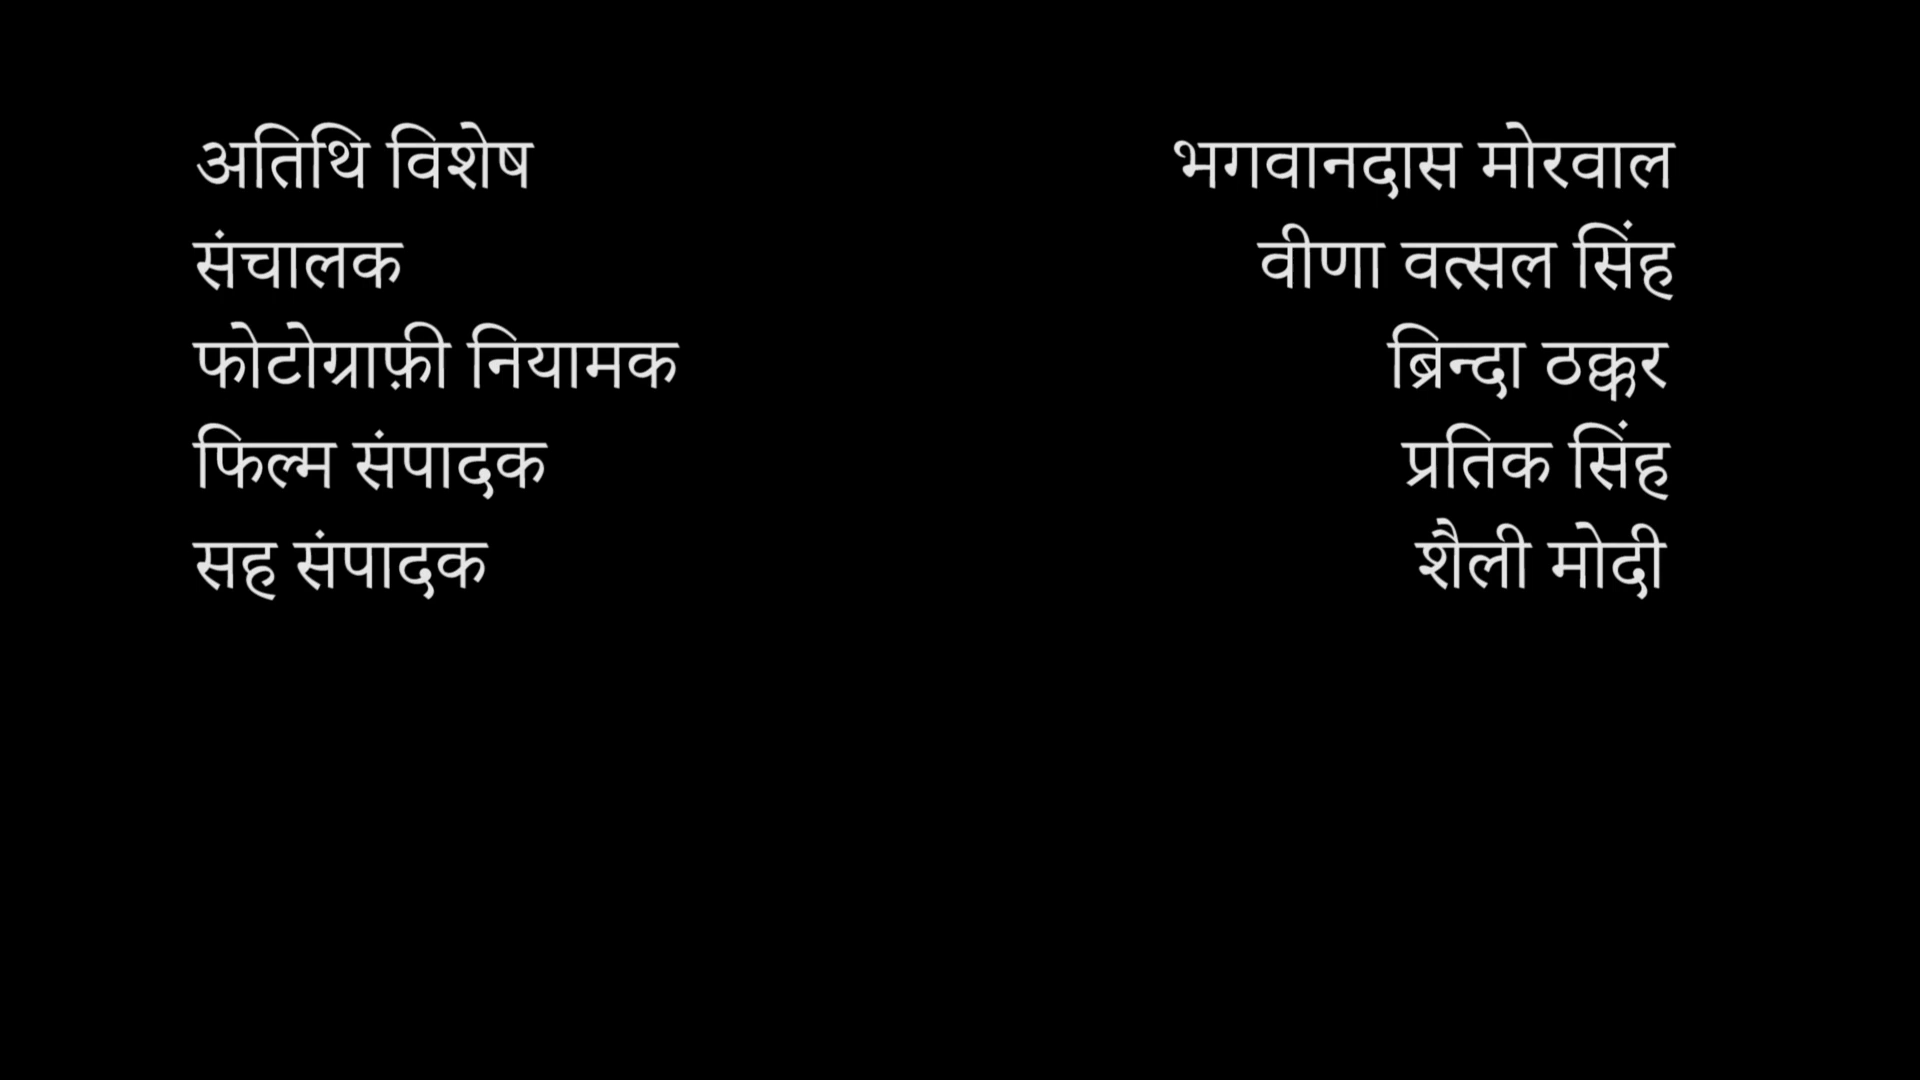 अतिथि विशेष भगवानदास मोरवाल
संचालक वीणा वत्सल सिंह
फोटोग्राफ़ी नियामक ब्रिन्दा ठक्कर
फिल्म संपादक प्रतिक सिंह
सह संपादक शैली मोदी